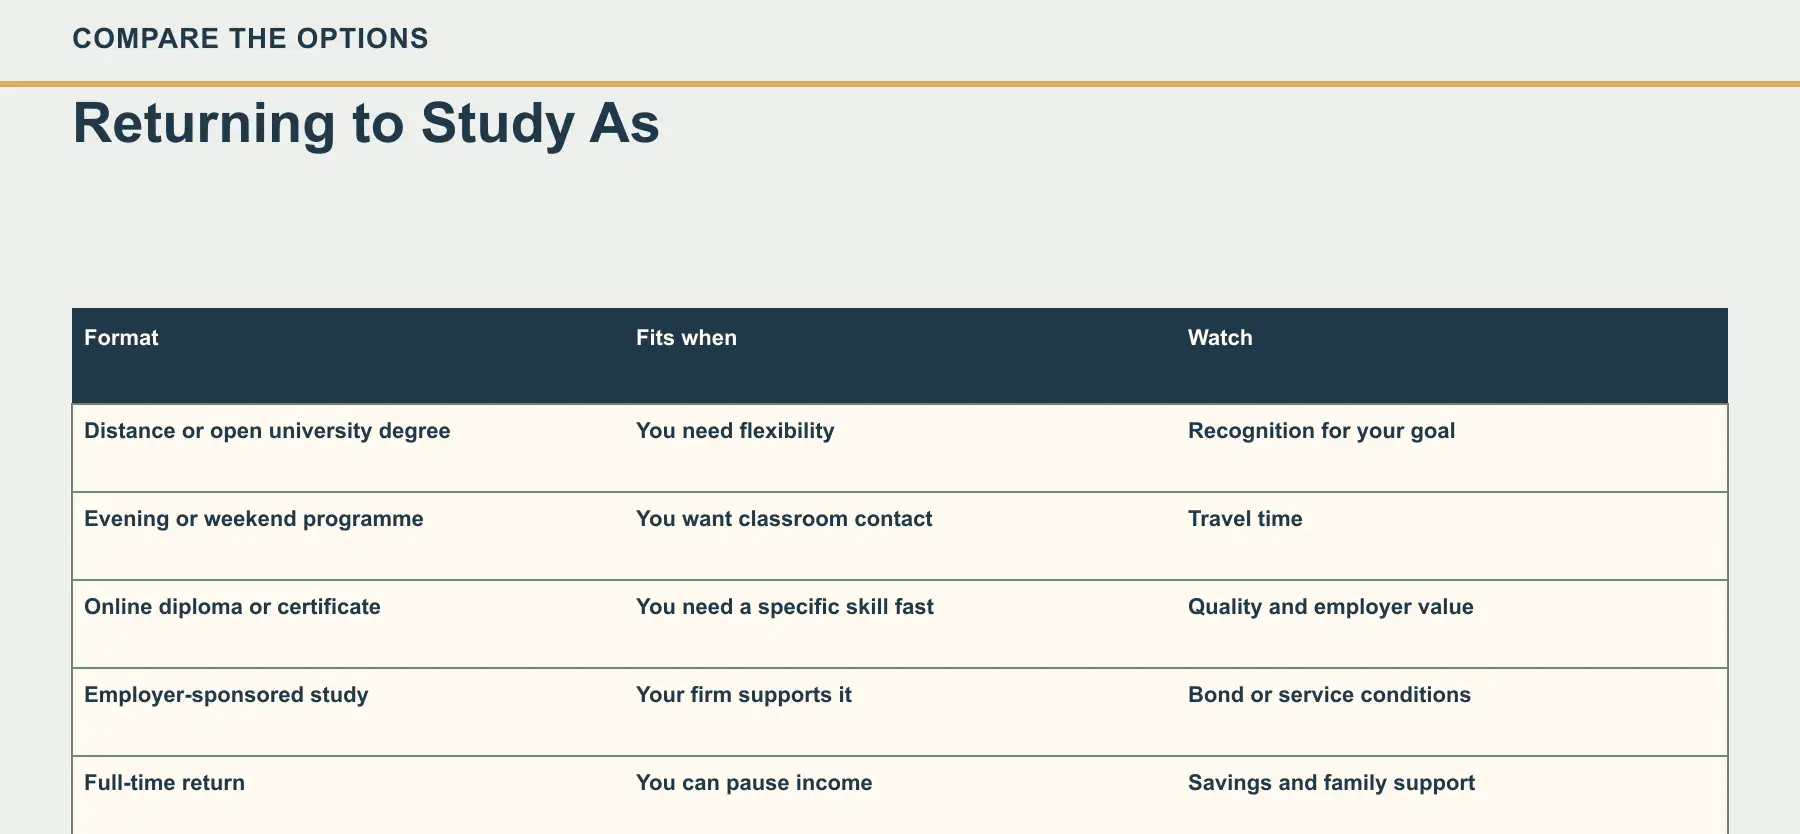 COMPARE THE OPTIONS
Returning to Study As
Format Fits when Watch
Distance or open university degree You need flexibility Recognition for your goal
Evening or weekend programme You want classroom contact Travel time
Online diploma or certificate You need a specific skill fast Quality and employer value
Employer-sponsored study Your firm supports it Bond or service conditions
Full-time return You can pause income Savings and family support